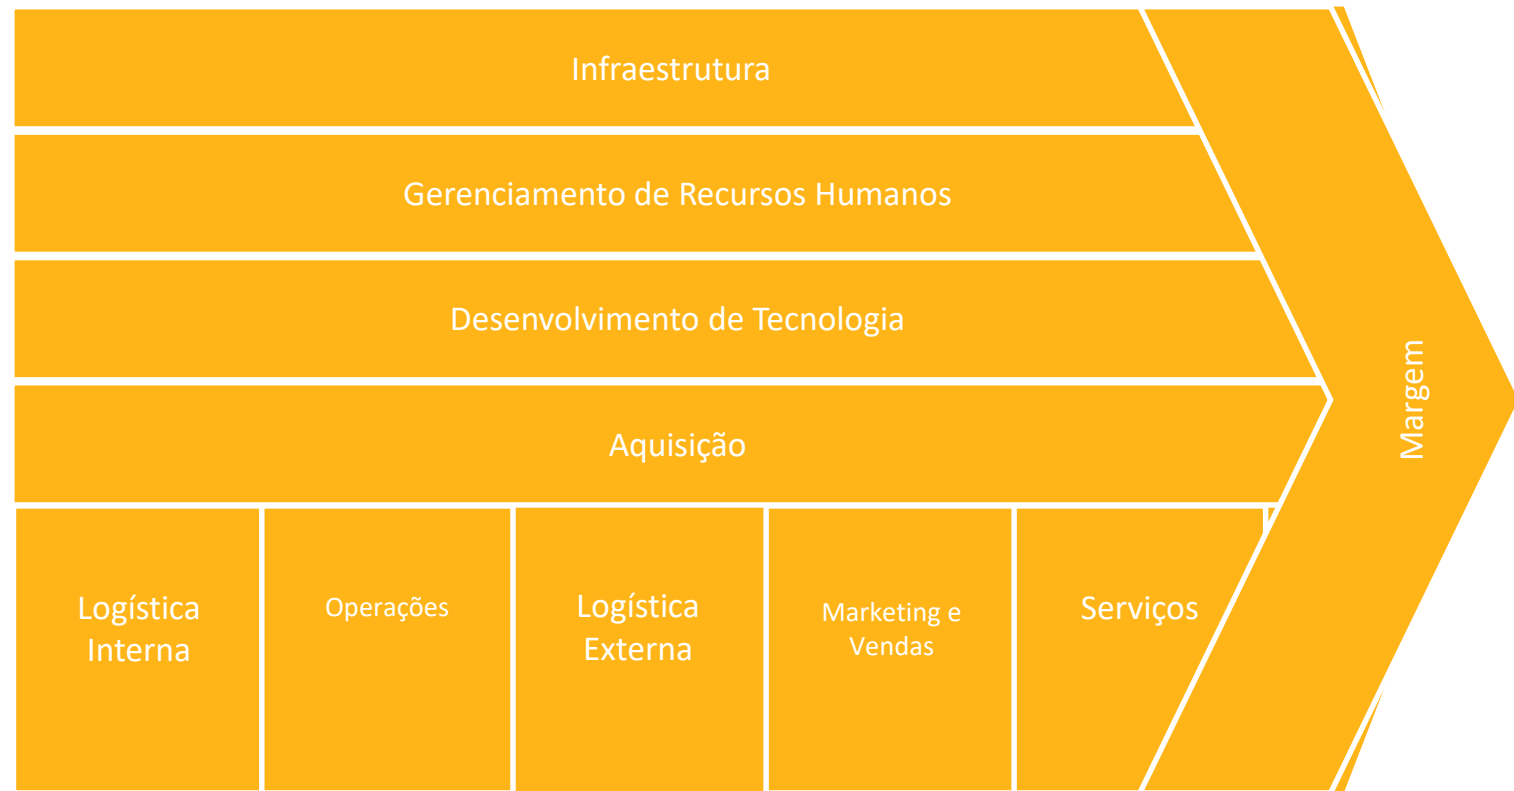 Infraestrutura
Gerenciamento de Recursos Humanos
Desenvolvimento de Tecnologia
Aquisição
Margem
Logística
Interna
Operações
Logística
Externa
Marketing e
Vendas
Serviços